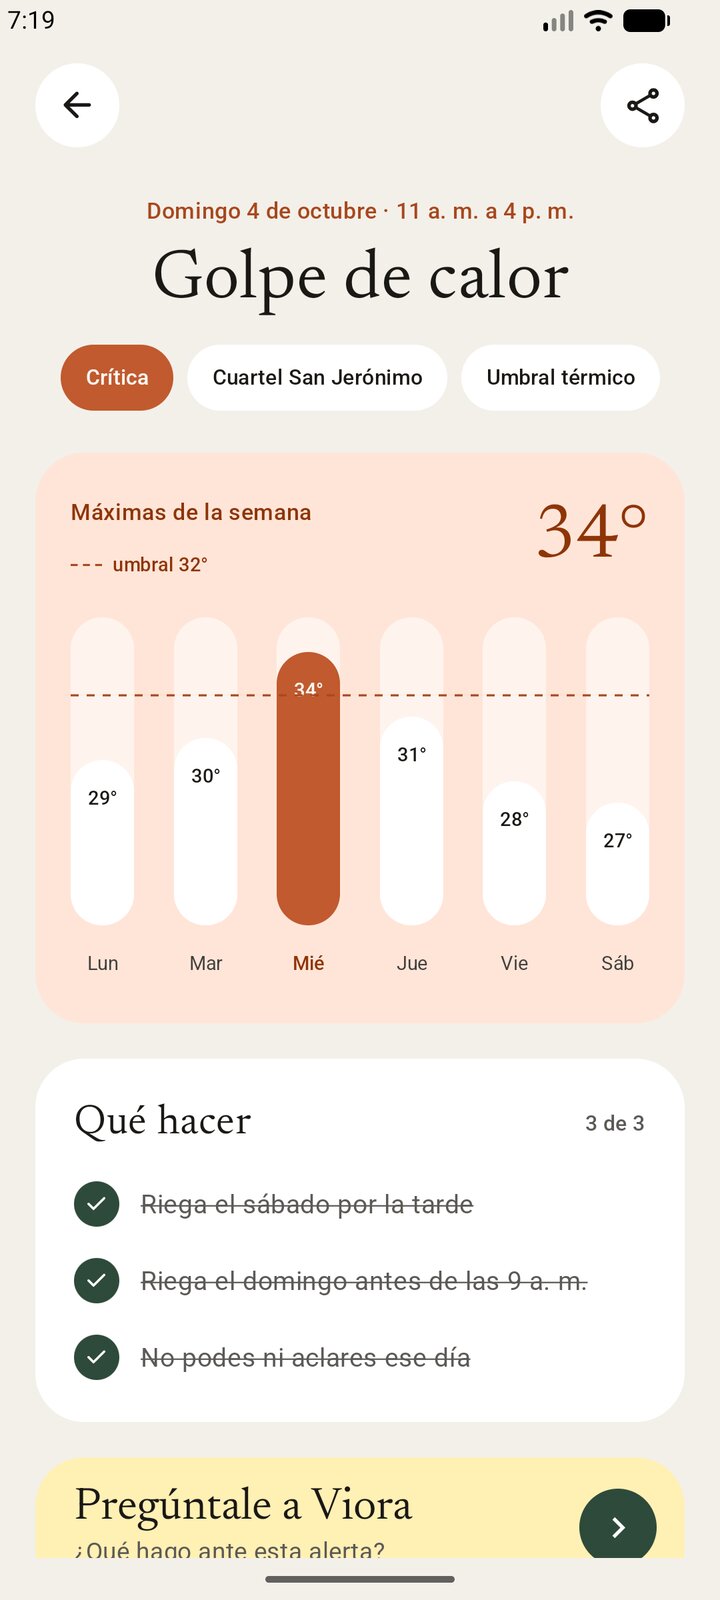 7:19
Domingo 4 de octubre · 11 a. m. a 4 p. m.
Golpe de calor
Crítica
Cuartel San Jerónimo
Umbral térmico
Máximas de la semana
34°
umbral 32°
34°
31°
30°
29°
28°
27°
Lun
Mar
Mié
Jue
Vie
Sáb
Qué hacer
3 de 3
Riega el sábado por la tarde
Riega el domingo antes de las 9 a. m.
No podes ni aclares ese día
Pregúntale a Viora
¿Qué hago ante esta alerta?